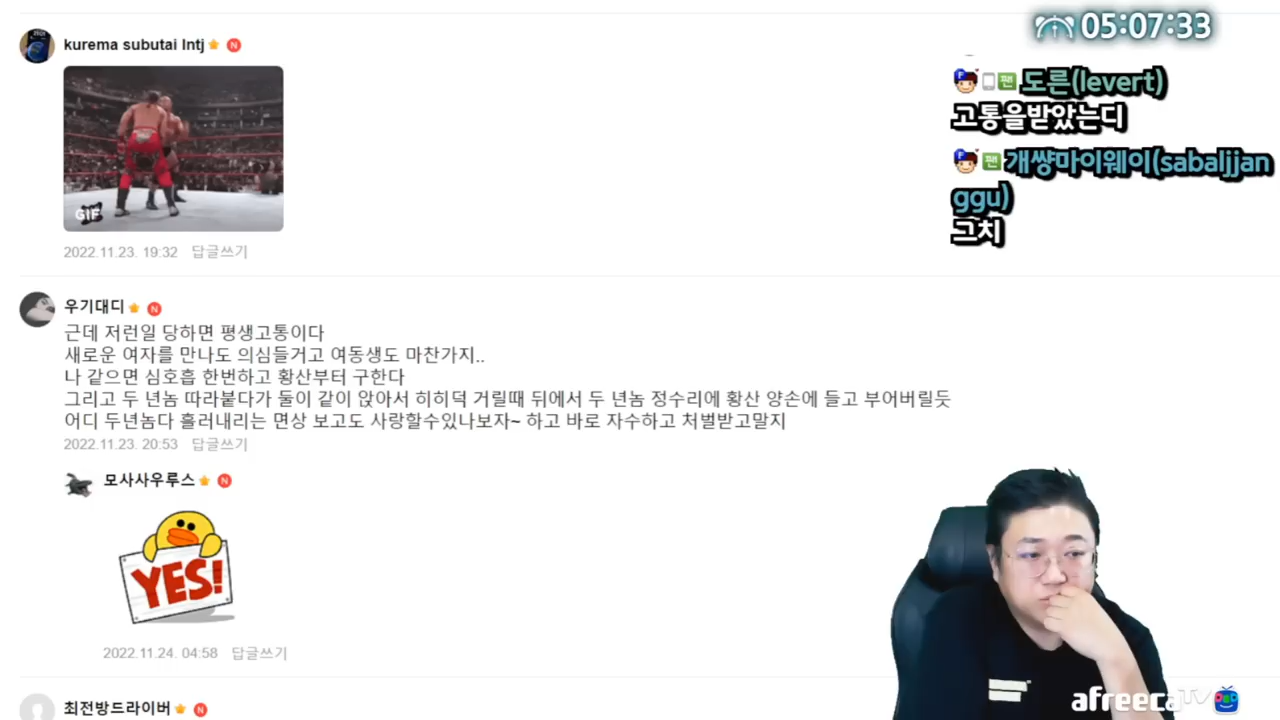 05:07:33
kurema subutai Intj N
GIF
2022.11.23. 19:32 답글쓰기
F 팬 도른(levert)
고통을받았는디
F 팬 개썅마이웨이(sabaljjan
ggu)
그치
우기대디 N
근데 저런일 당하면 평생고통이다
새로운 여자를 만나도 의심들거고 여동생도 마찬가지..
나 같으면 심호흡 한번하고 황산부터 구한다
그리고 두 년놈 따라붙다가 둘이 같이 앉아서 히히덕 거릴때 뒤에서 두 년놈 정수리에 황산 양손에 들고 부어버릴듯
어디 두년놈다 흘러내리는 면상 보고도 사랑할수있나보자~ 하고 바로 자수하고 처벌받고말지
2022.11.23. 20:53 답글쓰기
모사사우루스 N
YES!
2022.11.24. 04:58 답글쓰기
최전방드라이버 N
afreecaTV